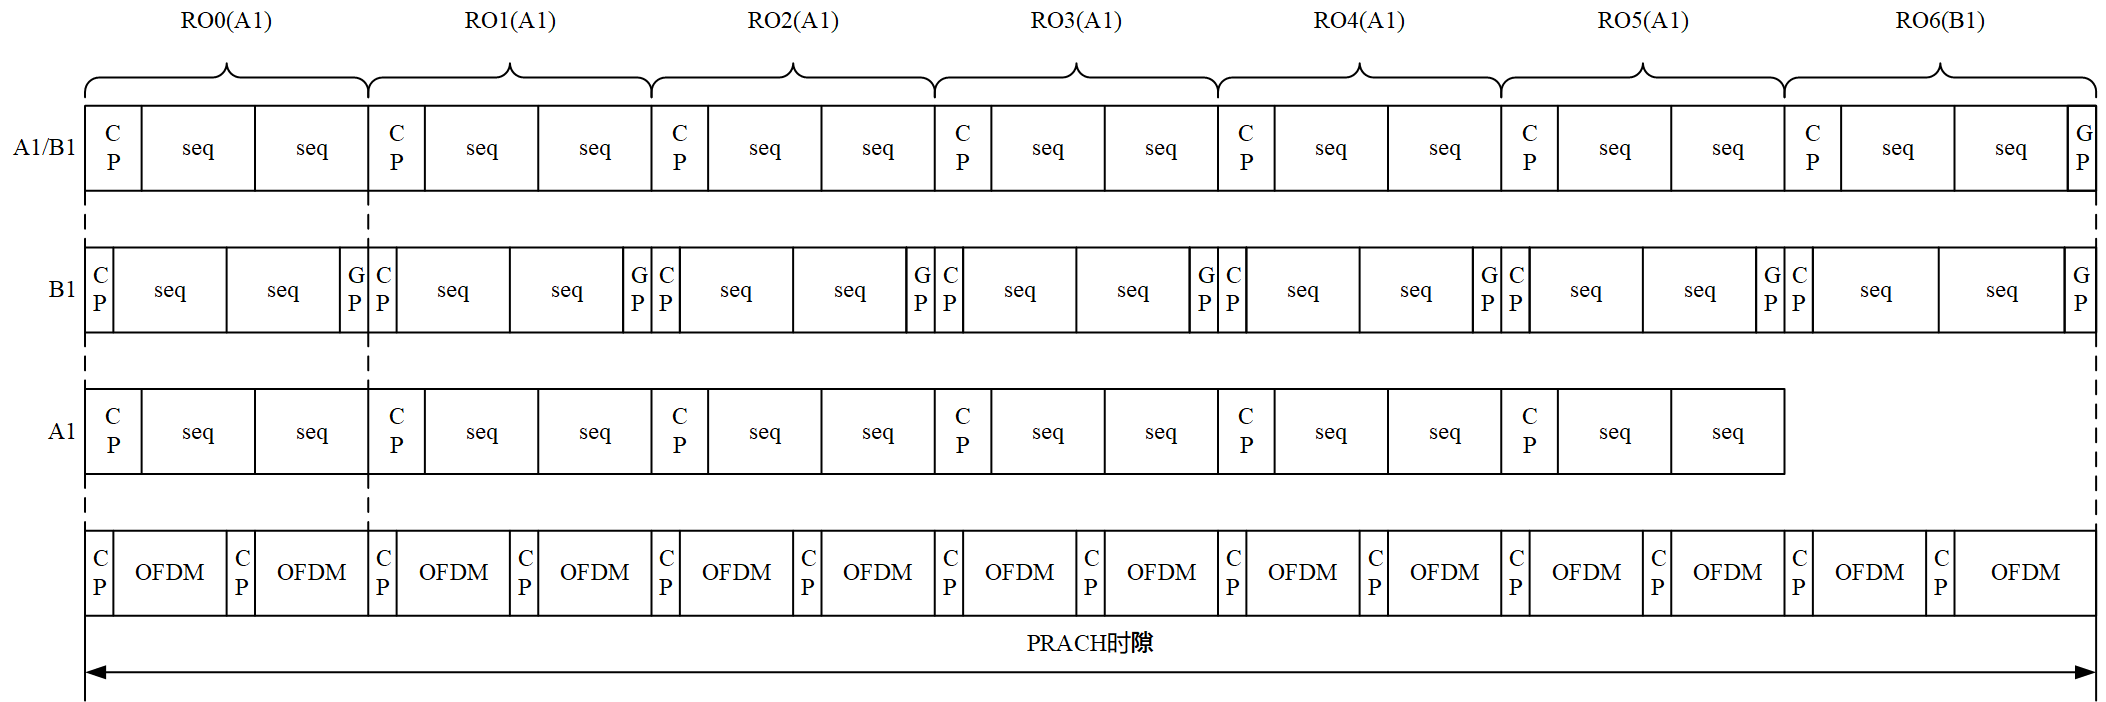 RO0(A1) RO1(A1) RO2(A1) RO3(A1) RO4(A1) RO5(A1) RO6(B1)
A1/B1 CP seq seq CP seq seq CP seq seq CP seq seq CP seq seq CP seq seq CP seq seq GP
B1 CP seq seq GP CP seq seq GP CP seq seq GP CP seq seq GP CP seq seq GP CP seq seq GP CP seq seq GP
A1 CP seq seq CP seq seq CP seq seq CP seq seq CP seq seq CP seq seq
CP OFDM CP OFDM CP OFDM CP OFDM CP OFDM CP OFDM CP OFDM CP OFDM CP OFDM CP OFDM CP OFDM CP OFDM CP OFDM CP OFDM
PRACH时隙